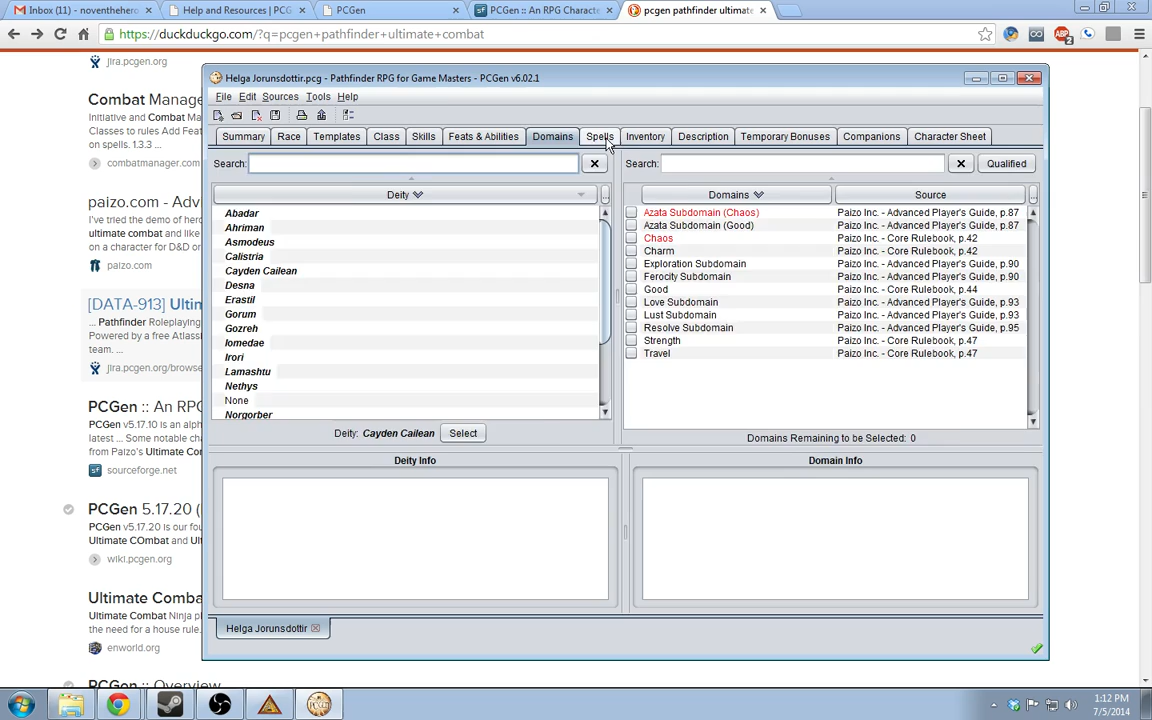 Inbox (11) - noventhehero
Help and Resources | PCG
PCGen
PCGen :: An RPG Characte
pcgen pathfinder ultimate
https://duckduckgo.com/?q=pcgen+pathfinder+ultimate+combat
2
jira.pcgen.org
Combat Manage
Initiative and Combat Ma
Classes to rules Add Feat
on spells. 1.3.3 ...
combatmanager.com
paizo.com - Adv
I've tried the demo of hero
ultimate combat and like
on a character for D&D or
paizo.com
[DATA-913] Ultim
... Pathfinder Roleplaying
Powered by a free Atlassi
team. ...
jira.pcgen.org/browse
PCGen :: An RPG
PCGen v5.17.10 is an alph
latest ... Some notable cha
from Paizo's Ultimate Co
sourceforge.net
PCGen 5.17.20 (
PCGen v5.17.20 is our fou
Ultimate COmbat and Ult
wiki.pcgen.org
Ultimate Comba
Ultimate Combat Ninja p
the need for a house rule.
enworld.org
PCGen :: Overview
Helga Jorunsdottir.pcg - Pathfinder RPG for Game Masters - PCGen v6.02.1
File Edit Sources Tools Help
Summary Race Templates Class Skills Feats & Abilities Domains Spells Inventory Description Temporary Bonuses Companions Character Sheet
Search:
Deity
Abadar
Ahriman
Asmodeus
Calistria
Cayden Cailean
Desna
Erastil
Gorum
Gozreh
Iomedae
Irori
Lamashtu
Nethys
None
Norgorber
Deity: Cayden Cailean Select
Search: Qualified
Domains Source
Azata Subdomain (Chaos) Paizo Inc. - Advanced Player's Guide, p.87
Azata Subdomain (Good) Paizo Inc. - Advanced Player's Guide, p.87
Chaos Paizo Inc. - Core Rulebook, p.42
Charm Paizo Inc. - Core Rulebook, p.42
Exploration Subdomain Paizo Inc. - Advanced Player's Guide, p.90
Ferocity Subdomain Paizo Inc. - Advanced Player's Guide, p.90
Good Paizo Inc. - Core Rulebook, p.44
Love Subdomain Paizo Inc. - Advanced Player's Guide, p.93
Lust Subdomain Paizo Inc. - Advanced Player's Guide, p.93
Resolve Subdomain Paizo Inc. - Advanced Player's Guide, p.95
Strength Paizo Inc. - Core Rulebook, p.47
Travel Paizo Inc. - Core Rulebook, p.47
Domains Remaining to be Selected: 0
Deity Info
Domain Info
Helga Jorunsdottir
1:12 PM
7/5/2014